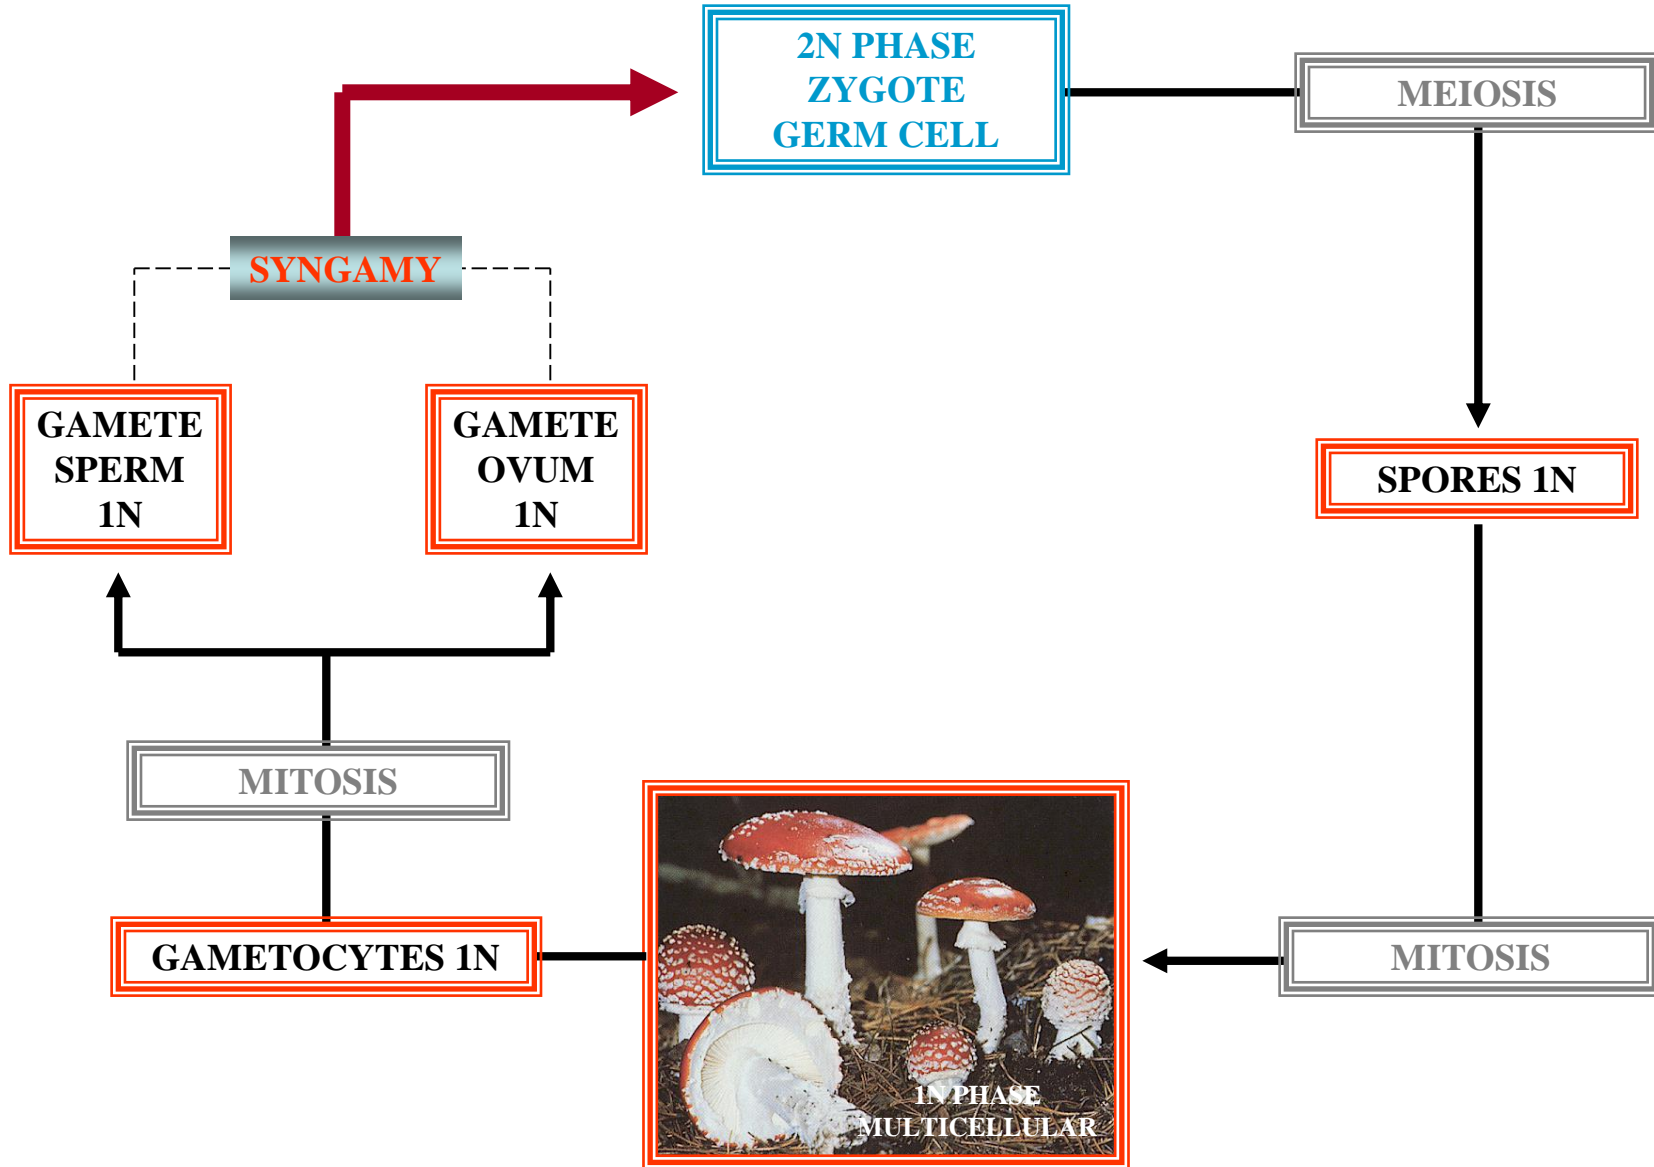 2N PHASE
ZYGOTE
GERM CELL
MEIOSIS
SYNGAMY
GAMETE
SPERM
1N
GAMETE
OVUM
1N
SPORES 1N
MITOSIS
GAMETOCYTES 1N
MITOSIS
1N PHASE
MULTICELLULAR